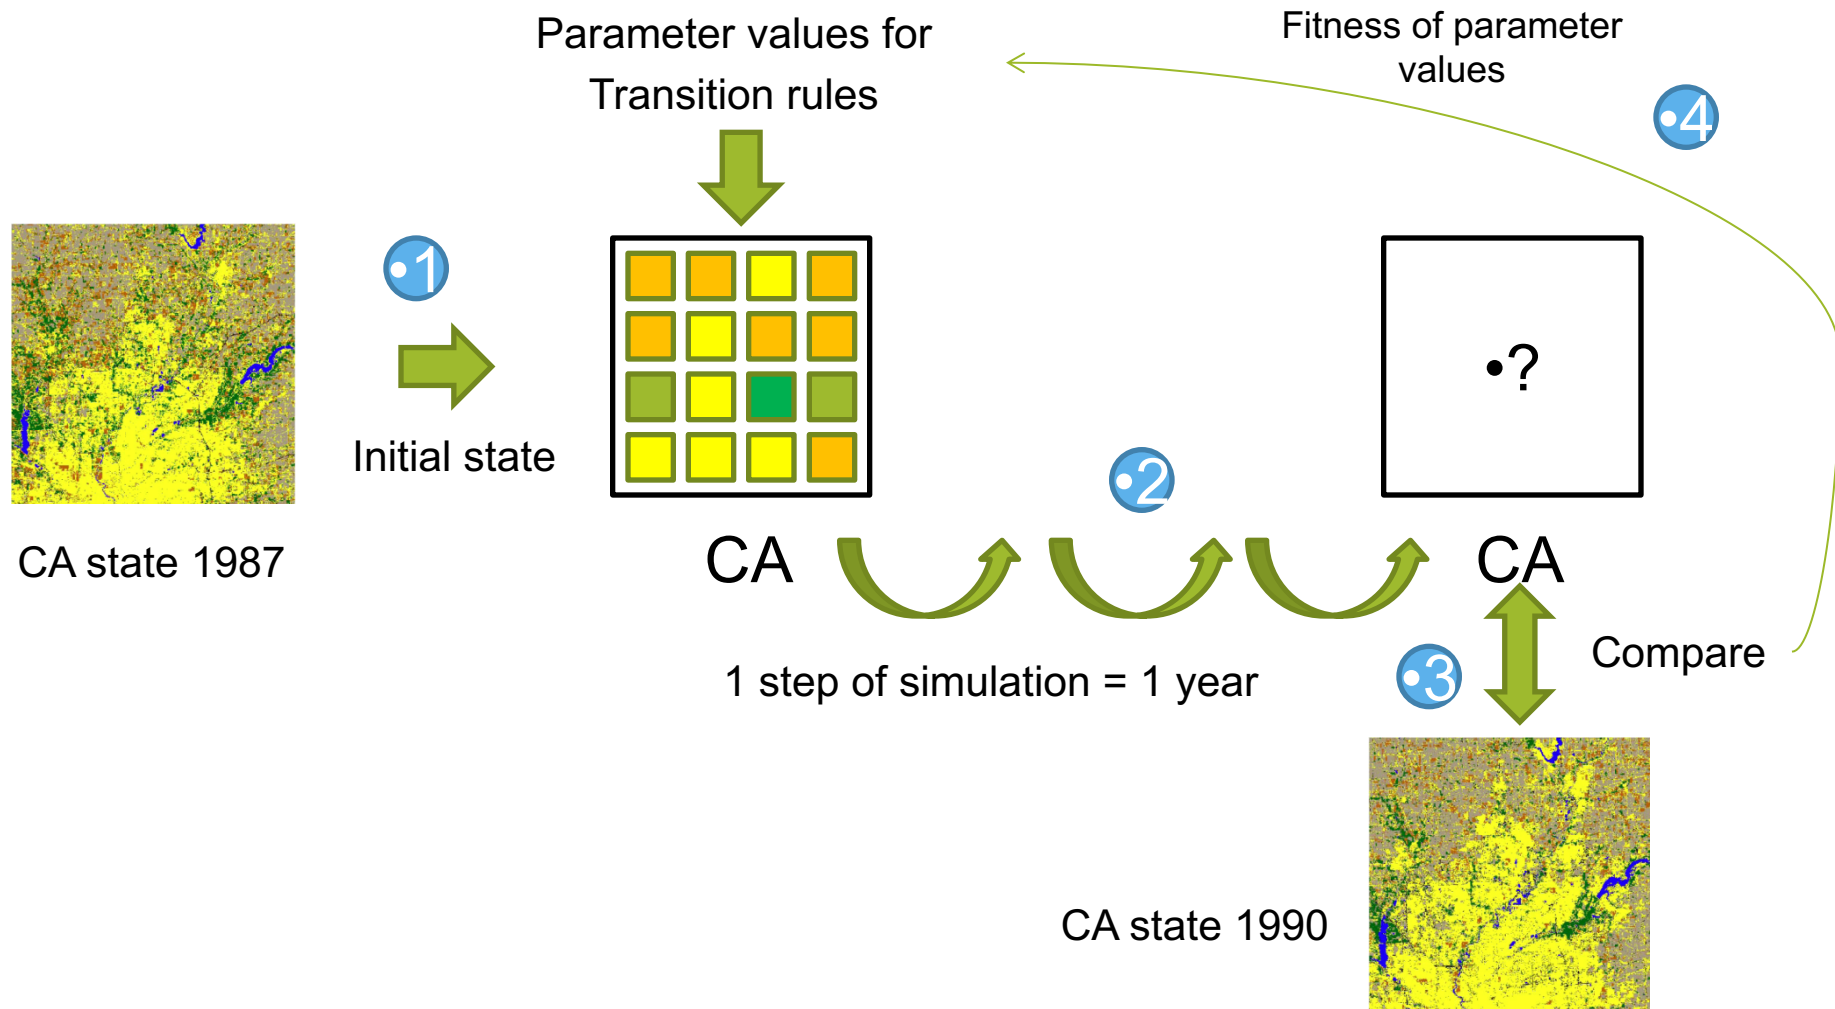 Parameter values for
Transition rules
Fitness of parameter
values
•4
•1
Initial state
CA state 1987
•?
•2
CA
CA
1 step of simulation = 1 year
•3
Compare
CA state 1990